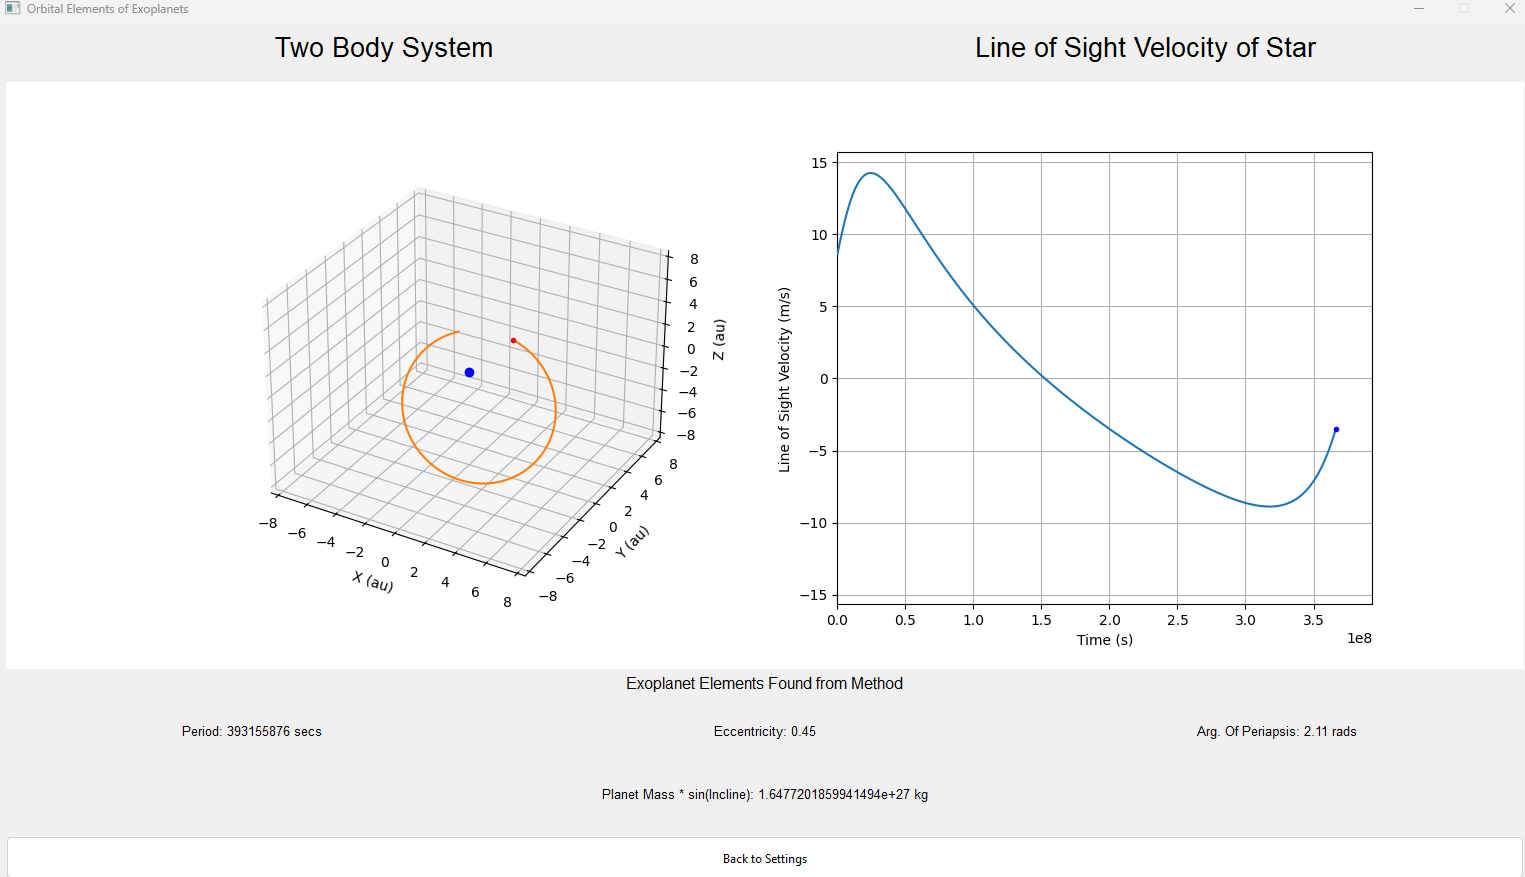 Orbital Elements of Exoplanets
Two Body System
Line of Sight Velocity of Star
8
6
4
2
0
−2
−4
−6
−8
Z (au)
8
6
4
2
0
−2
−4
−6
−8
Y (au)
−8
−6
−4
−2
0
2
4
6
8
X (au)
15
10
5
0
−5
−10
−15
Line of Sight Velocity (m/s)
0.0 0.5 1.0 1.5 2.0 2.5 3.0 3.5
1e8
Time (s)
Exoplanet Elements Found from Method
Period: 393155876 secs
Eccentricity: 0.45
Arg. Of Periapsis: 2.11 rads
Planet Mass * sin(Incline): 1.6477201859941494e+27 kg
Back to Settings